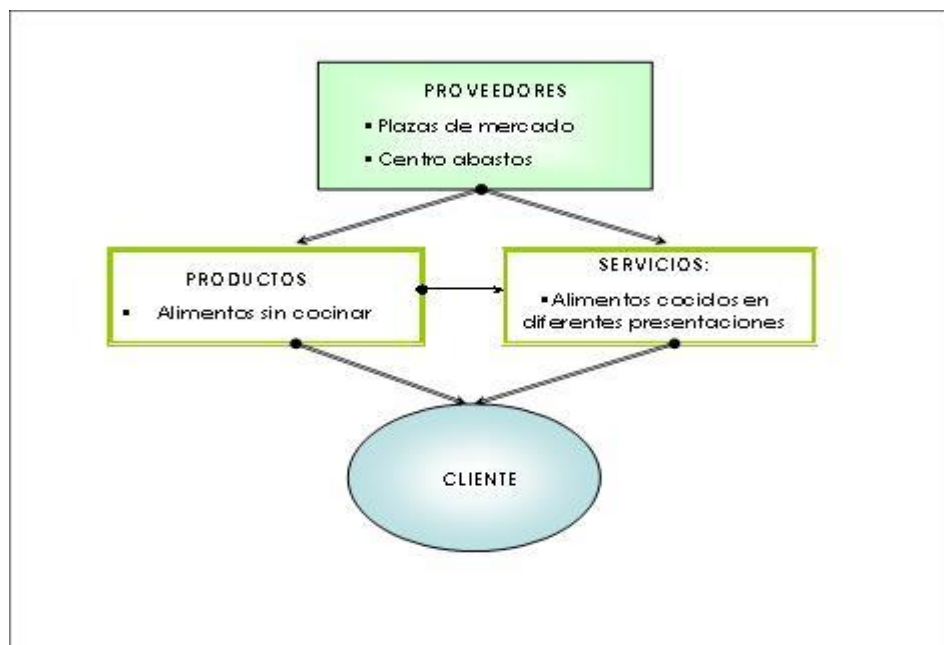 PROVEEDORES
▪ Plazas de mercado
▪ Centro abastos
PRODUCTOS
▪ Alimentos sin cocinar
SERVICIOS:
▪Alimentos cocidos en
diferentes presentaciones
CLIENTE